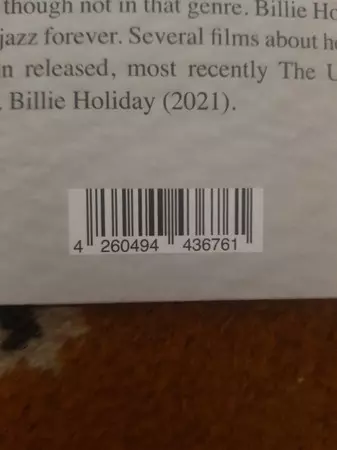 though not in that genre. Billie Ho
jazz forever. Several films about he
n released, most recently The U
. Billie Holiday (2021).
4 260494 436761